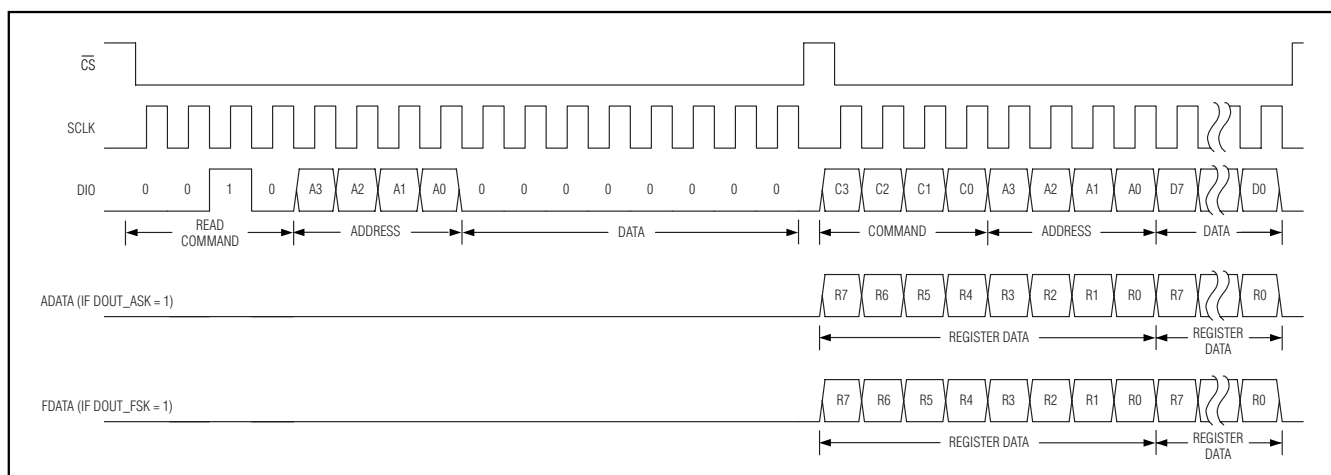 CS
SCLK
DIO 0 0 1 0 A3 A2 A1 A0 0 0 0 0 0 0 0 0 C3 C2 C1 C0 A3 A2 A1 A0 D7 D0
READ COMMAND ADDRESS DATA COMMAND ADDRESS DATA
ADATA (IF DOUT_ASK = 1) R7 R6 R5 R4 R3 R2 R1 R0 R7 R0
REGISTER DATA REGISTER DATA
FDATA (IF DOUT_FSK = 1) R7 R6 R5 R4 R3 R2 R1 R0 R7 R0
REGISTER DATA REGISTER DATA